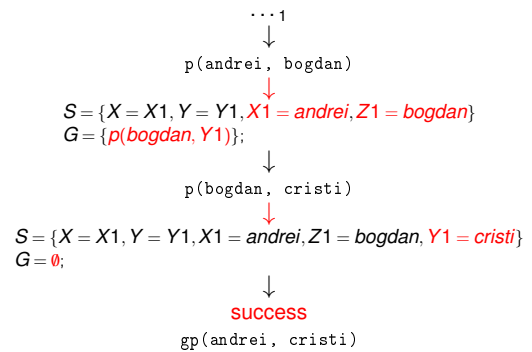 ···1
p(andrei, bogdan)
S = {X = X1, Y = Y1, X1 = andrei, Z1 = bogdan}
G = {p(bogdan, Y1)};
p(bogdan, cristi)
S = {X = X1, Y = Y1, X1 = andrei, Z1 = bogdan, Y1 = cristi}
G = ∅;
success
gp(andrei, cristi)